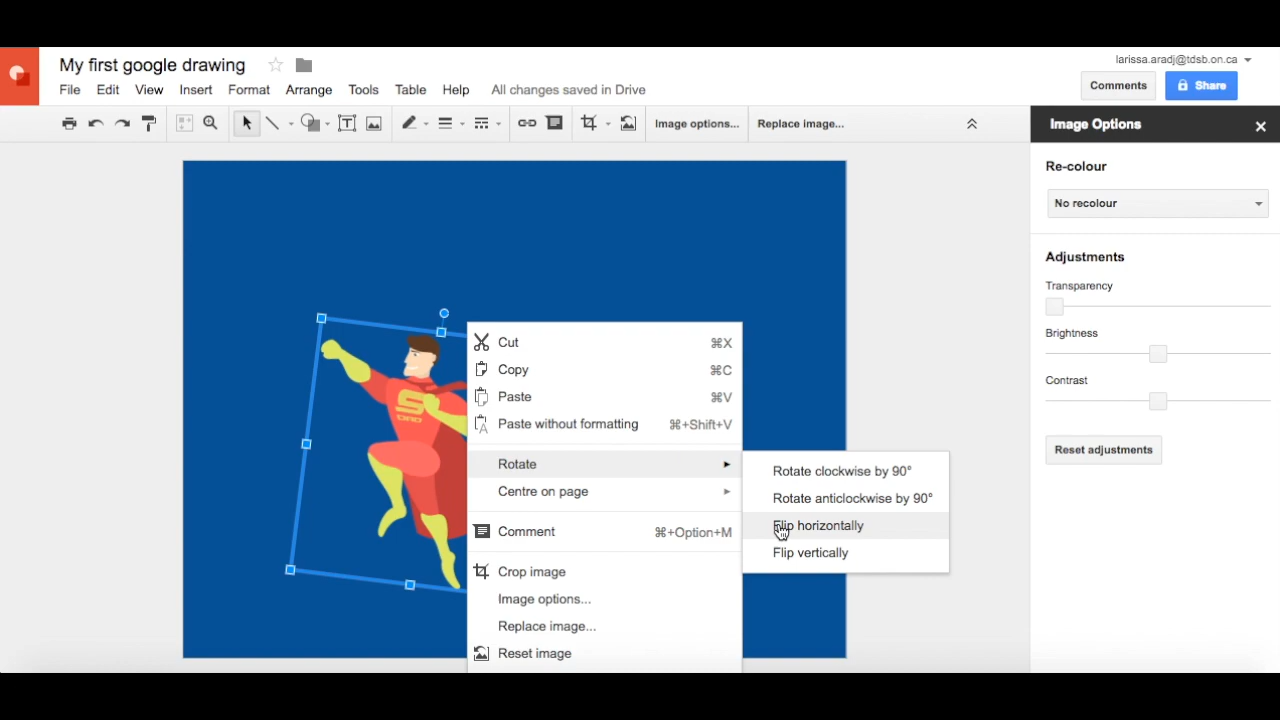 My first google drawing
larissa.aradj@tdsb.on.ca
File Edit View Insert Format Arrange Tools Table Help All changes saved in Drive
Comments Share
Image options... Replace image...
Image Options
Re-colour
No recolour
Adjustments
Transparency
Brightness
Contrast
Reset adjustments
Cut ⌘X
Copy ⌘C
Paste ⌘V
Paste without formatting ⌘+Shift+V
Rotate
Centre on page
Comment ⌘+Option+M
Crop image
Image options...
Replace image...
Reset image
Rotate clockwise by 90°
Rotate anticlockwise by 90°
Flip horizontally
Flip vertically